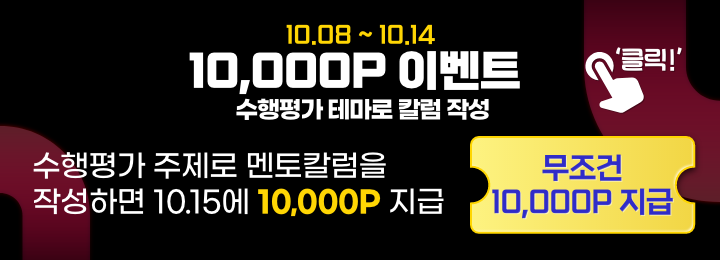 10.08 ~ 10.14
10,000P 이벤트
수행평가 테마로 칼럼 작성
‘클릭!’
수행평가 주제로 멘토칼럼을
작성하면 10.15에 10,000P 지급
무조건
10,000P 지급